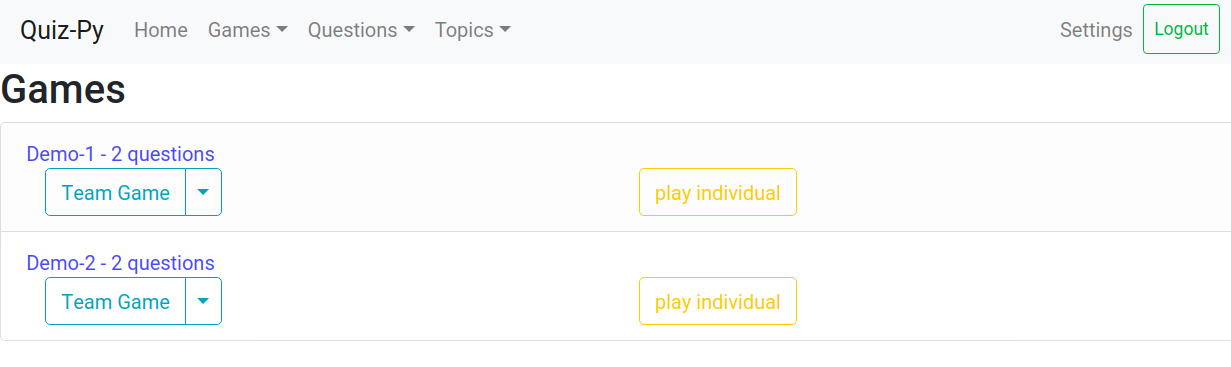 Quiz-Py Home Games Questions Topics Settings Logout
Games
Demo-1 - 2 questions
Team Game play individual
Demo-2 - 2 questions
Team Game play individual